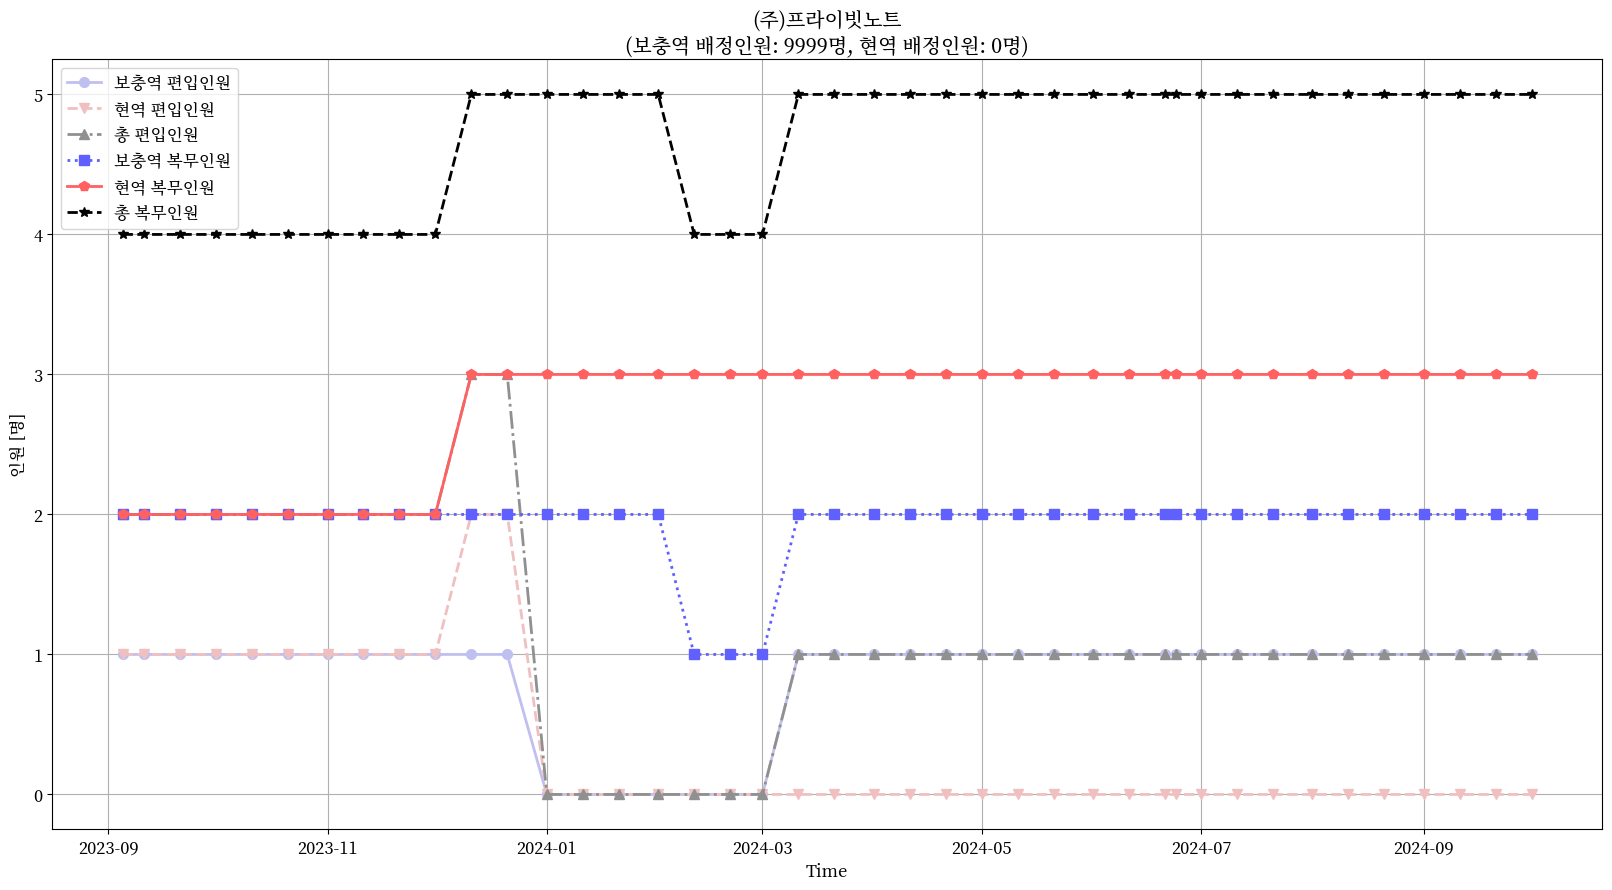 (주)프라이빗노트
(보충역 배정인원: 9999명, 현역 배정인원: 0명)
보충역 편입인원
현역 편입인원
총 편입인원
보충역 복무인원
현역 복무인원
총 복무인원
인원 [명]
5
4
3
2
1
0
2023-09
2023-11
2024-01
2024-03
2024-05
2024-07
2024-09
Time